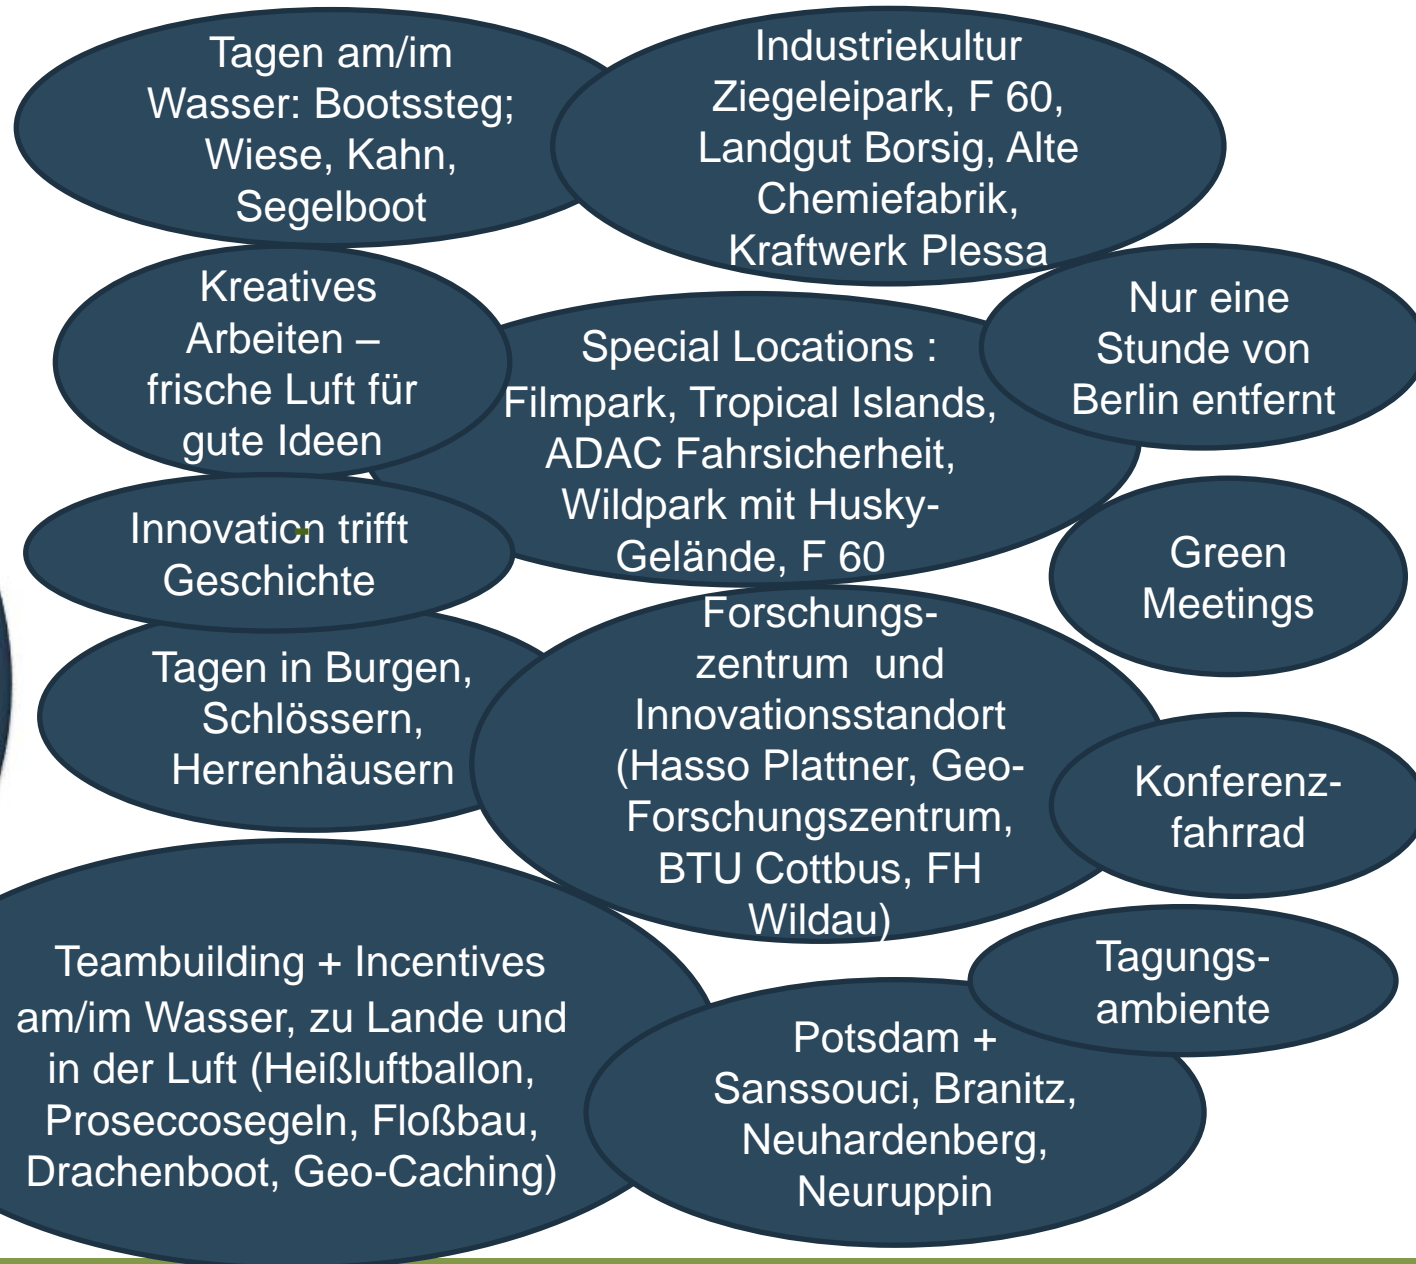 Tagen am/im
Wasser: Bootssteg;
Wiese, Kahn,
Segelboot
Industriekultur
Ziegeleipark, F 60,
Landgut Borsig, Alte
Chemiefabrik,
Kraftwerk Plessa
Kreatives
Arbeiten –
frische Luft für
gute Ideen
Special Locations :
Filmpark, Tropical Islands,
ADAC Fahrsicherheit,
Wildpark mit Husky-
Gelände, F 60
Nur eine
Stunde von
Berlin entfernt
Innovation trifft
Geschichte
Green
Meetings
Tagen in Burgen,
Schlössern,
Herrenhäusern
Forschungs-
zentrum und
Innovationsstandort
(Hasso Plattner, Geo-
Forschungszentrum,
BTU Cottbus, FH
Wildau)
Konferenz-
fahrrad
Teambuilding + Incentives
am/im Wasser, zu Lande und
in der Luft (Heißluftballon,
Proseccosegeln, Floßbau,
Drachenboot, Geo-Caching)
Tagungs-
ambiente
Potsdam +
Sanssouci, Branitz,
Neuhardenberg,
Neuruppin